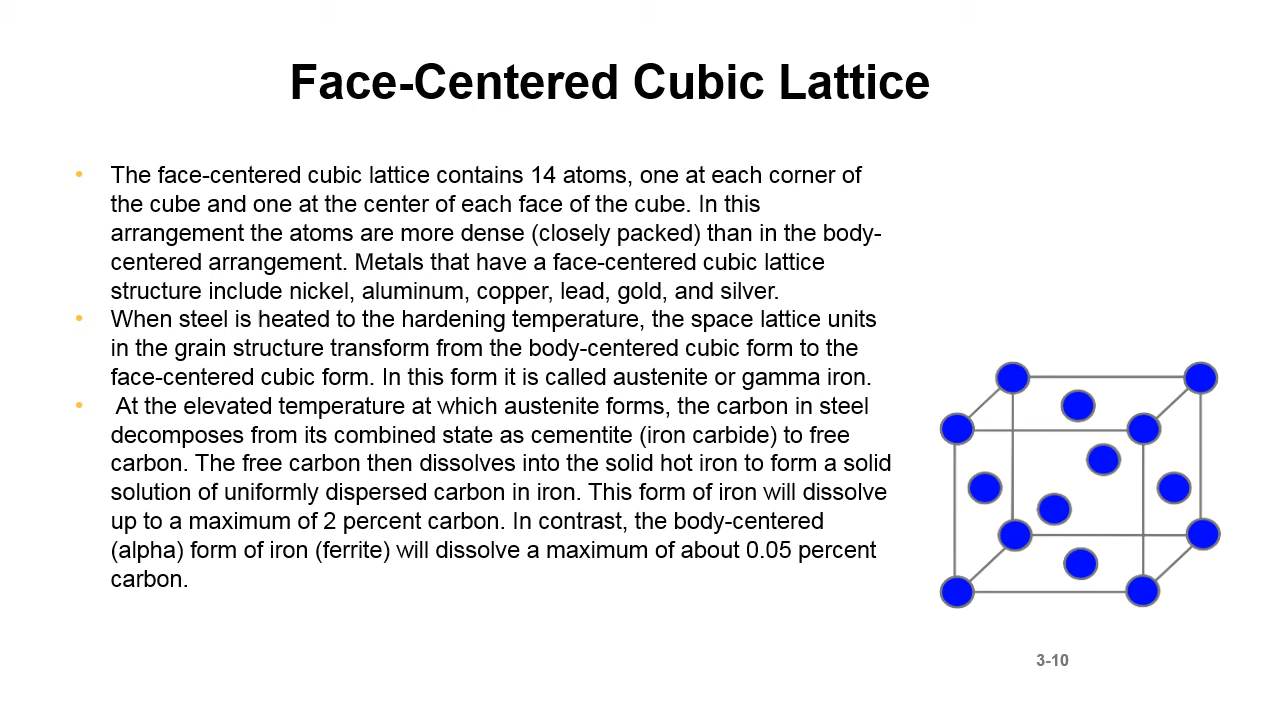 Face-Centered Cubic Lattice
• The face-centered cubic lattice contains 14 atoms, one at each corner of
the cube and one at the center of each face of the cube. In this
arrangement the atoms are more dense (closely packed) than in the body-
centered arrangement. Metals that have a face-centered cubic lattice
structure include nickel, aluminum, copper, lead, gold, and silver.
• When steel is heated to the hardening temperature, the space lattice units
in the grain structure transform from the body-centered cubic form to the
face-centered cubic form. In this form it is called austenite or gamma iron.
• At the elevated temperature at which austenite forms, the carbon in steel
decomposes from its combined state as cementite (iron carbide) to free
carbon. The free carbon then dissolves into the solid hot iron to form a solid
solution of uniformly dispersed carbon in iron. This form of iron will dissolve
up to a maximum of 2 percent carbon. In contrast, the body-centered
(alpha) form of iron (ferrite) will dissolve a maximum of about 0.05 percent
carbon.
3-10